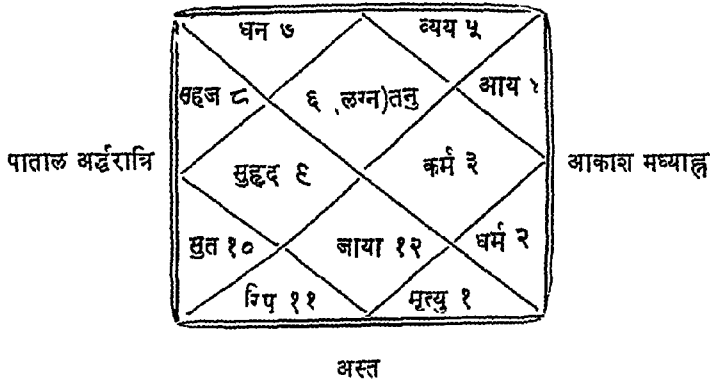 धन ७ व्यय ५
सहज ८ ६ (लग्न)तनु आय ४
पाताल अर्द्धरात्रि सुहृद ९ कर्म ३ आकाश मध्याह्न
सुत १० जाया १२ धर्म २
रिपु ११ मृत्यु १
अस्त